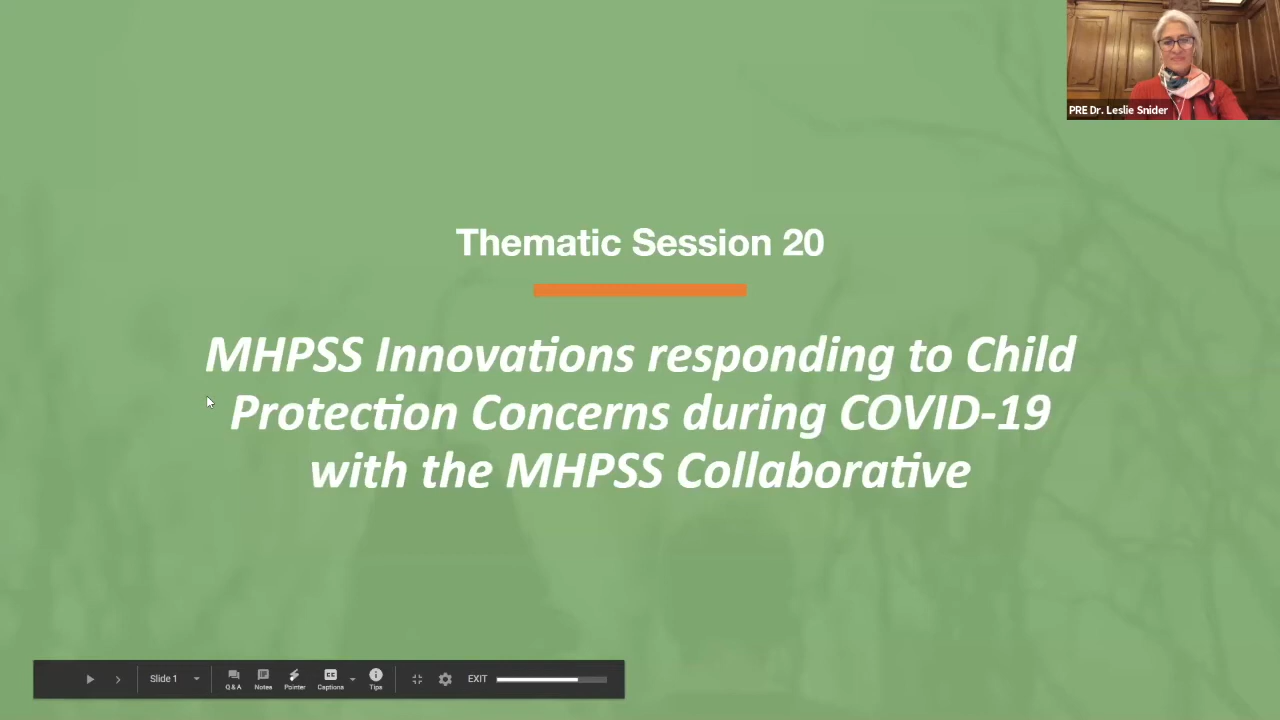 PRE Dr. Leslie Snider
Thematic Session 20
MHPSS Innovations responding to Child
Protection Concerns during COVID-19
with the MHPSS Collaborative
Slide 1
Q & A
Notes
Pointer
CC
Captions
Tips
EXIT